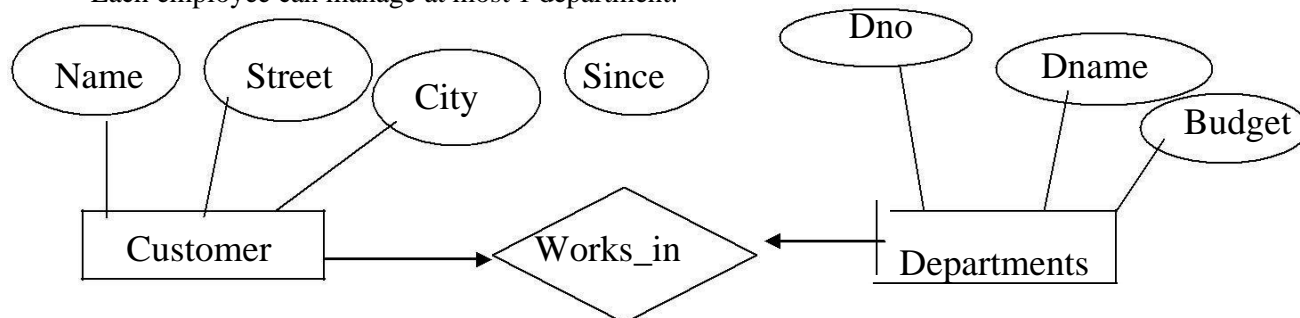 Each employee can manage at most 1 department.
Dno
Name
Street
City
Since
Dname
Budget
Customer
Works_in
Departments